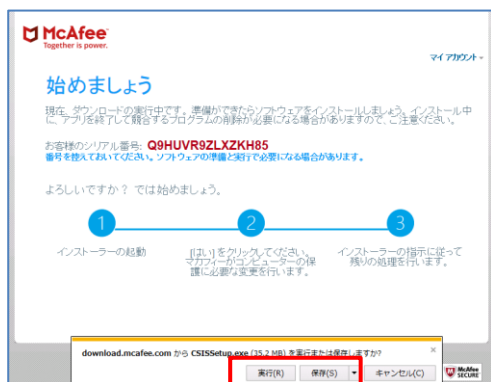 McAfee
Together is power.
マイ アカウント
始めましょう
現在、ダウンロードの実行中です。準備ができたらソフトウェアをインストールしましょう。インストール中
に、アプリを終了して競合するプログラムの削除が必要になる場合がありますので、ご注意ください。
お客様のシリアル番号: Q9HUVR9ZLXZKH85
番号を控えておいてください。ソフトウェアの準備と実行で必要になる場合があります。
よろしいですか? では始めましょう。
1
2
3
インストーラーの起動
[はい] をクリックしてください。
マカフィーがコンピューターの保
護に必要な変更を行います。
インストーラーの指示に従って
残りの処理を行います。
download.mcafee.com から CSISSetup.exe (35.2 MB) を実行または保存しますか?
×
実行(R)
保存(S)
キャンセル(C)
McAfee
SECURE